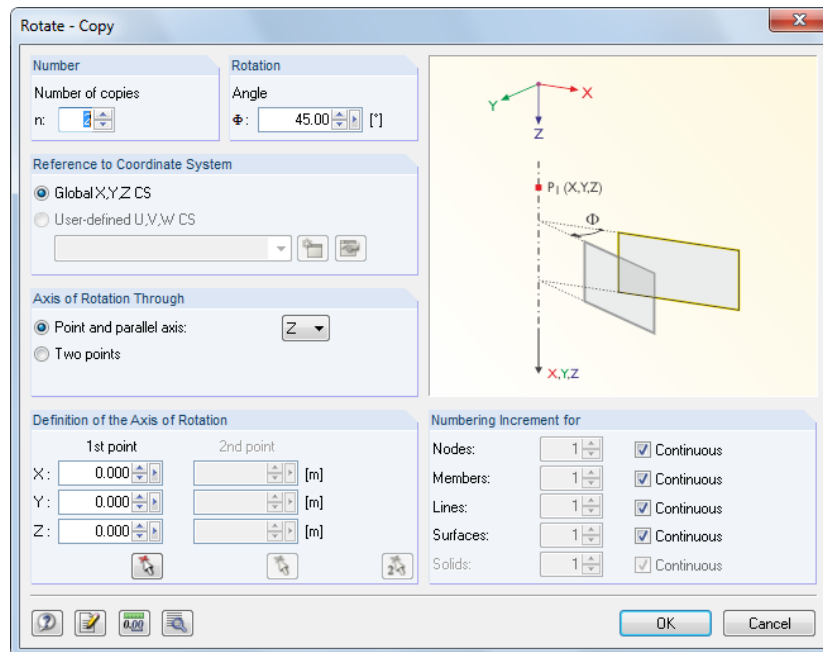 Rotate - Copy
Number
Number of copies
n: 2
Rotation
Angle
Φ: 45.00 [°]
Reference to Coordinate System
Global X,Y,Z CS
User-defined U,V,W CS
Axis of Rotation Through
Point and parallel axis: Z
Two points
X
Y
Z
P1 (X,Y,Z)
Φ
X,Y,Z
Definition of the Axis of Rotation
1st point 2nd point
X: 0.000 [m]
Y: 0.000 [m]
Z: 0.000 [m]
2
Numbering Increment for
Nodes: 1 Continuous
Members: 1 Continuous
Lines: 1 Continuous
Surfaces: 1 Continuous
Solids: 1 Continuous
0.00
OK Cancel